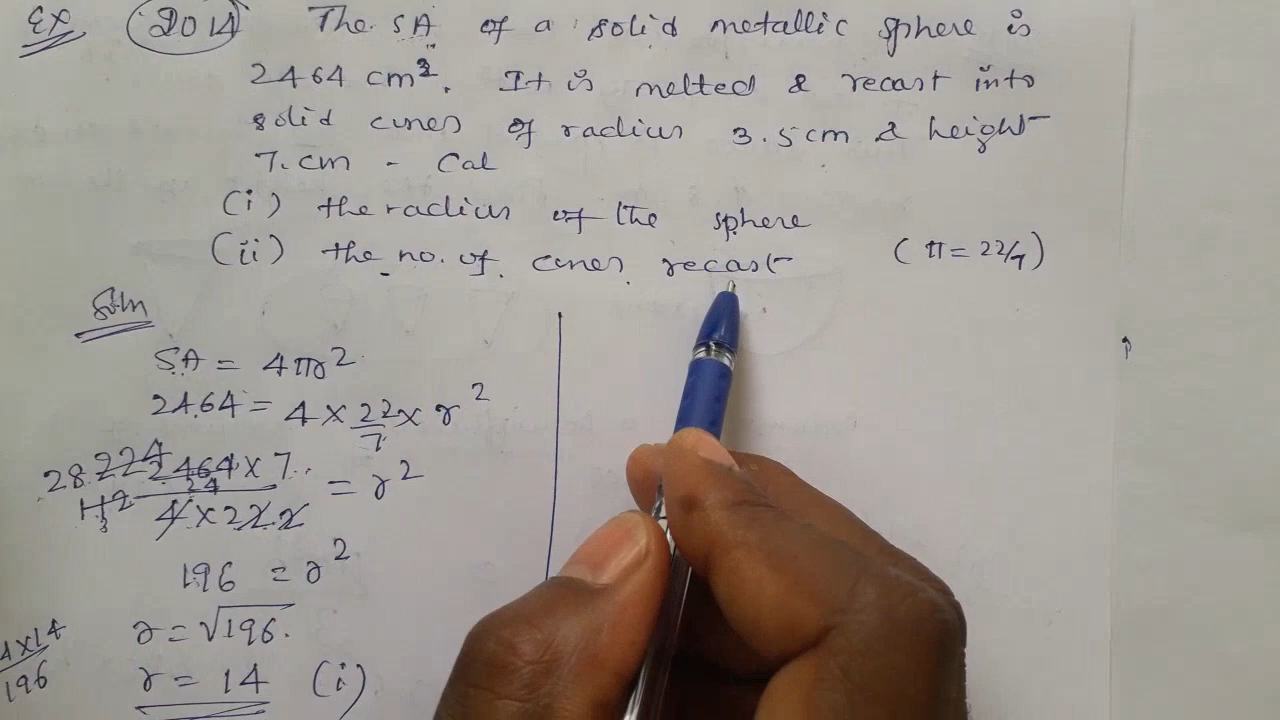 Ex 2014 The SA of a solid metallic sphere is
2464 cm². It is melted & recast into
solid cones of radius 3.5cm & height
7.cm - Cal
(i) the radius of the sphere
(ii) the no. of cones recast (π = 22/7)
Soln
SA = 4πr²
2464 = 4 × 22/7 × r²
28 224 2464 × 7 / 4 × 22 = r²
196 = r²
r = √196.
4×14
196
r = 14 (i)